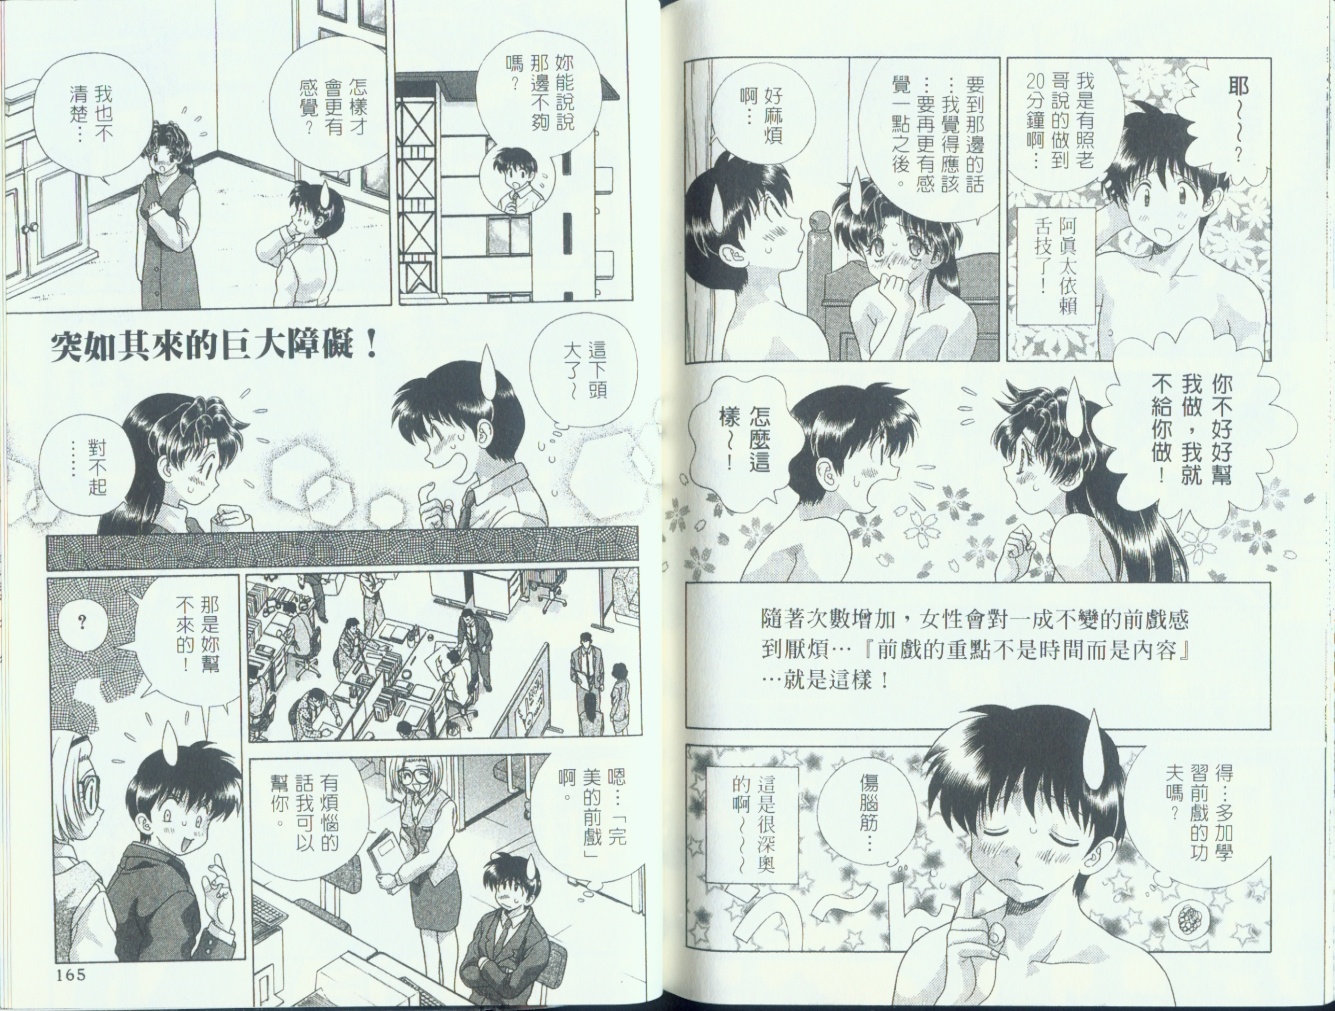 耶～～～？
我是有照老
哥說的做到
20分鐘啊…
阿眞太依賴
舌技了！
要到那邊的話
…我覺得應該
…要再更有感
覺一點之後。
好麻煩
啊…
你不好好幫
我做，我就
不給你做！
怎麼這
樣～！
隨著次數增加，女性會對一成不變的前戲感
到厭煩…『前戲的重點不是時間而是內容』
…就是這樣！
得…多加學
習前戲的功
夫嗎？
傷腦筋…
這是很深奧
的啊～～～
妳能說說
那邊不夠
嗎？
怎樣才
會更有
感覺？
我也不
清楚…
突如其來的巨大障礙！
這下頭
大了～
對不起
……
嗯…「完
美的前戲」
啊。
有煩惱的
話我可以
幫你。
那是妳幫
不來的！
？
165